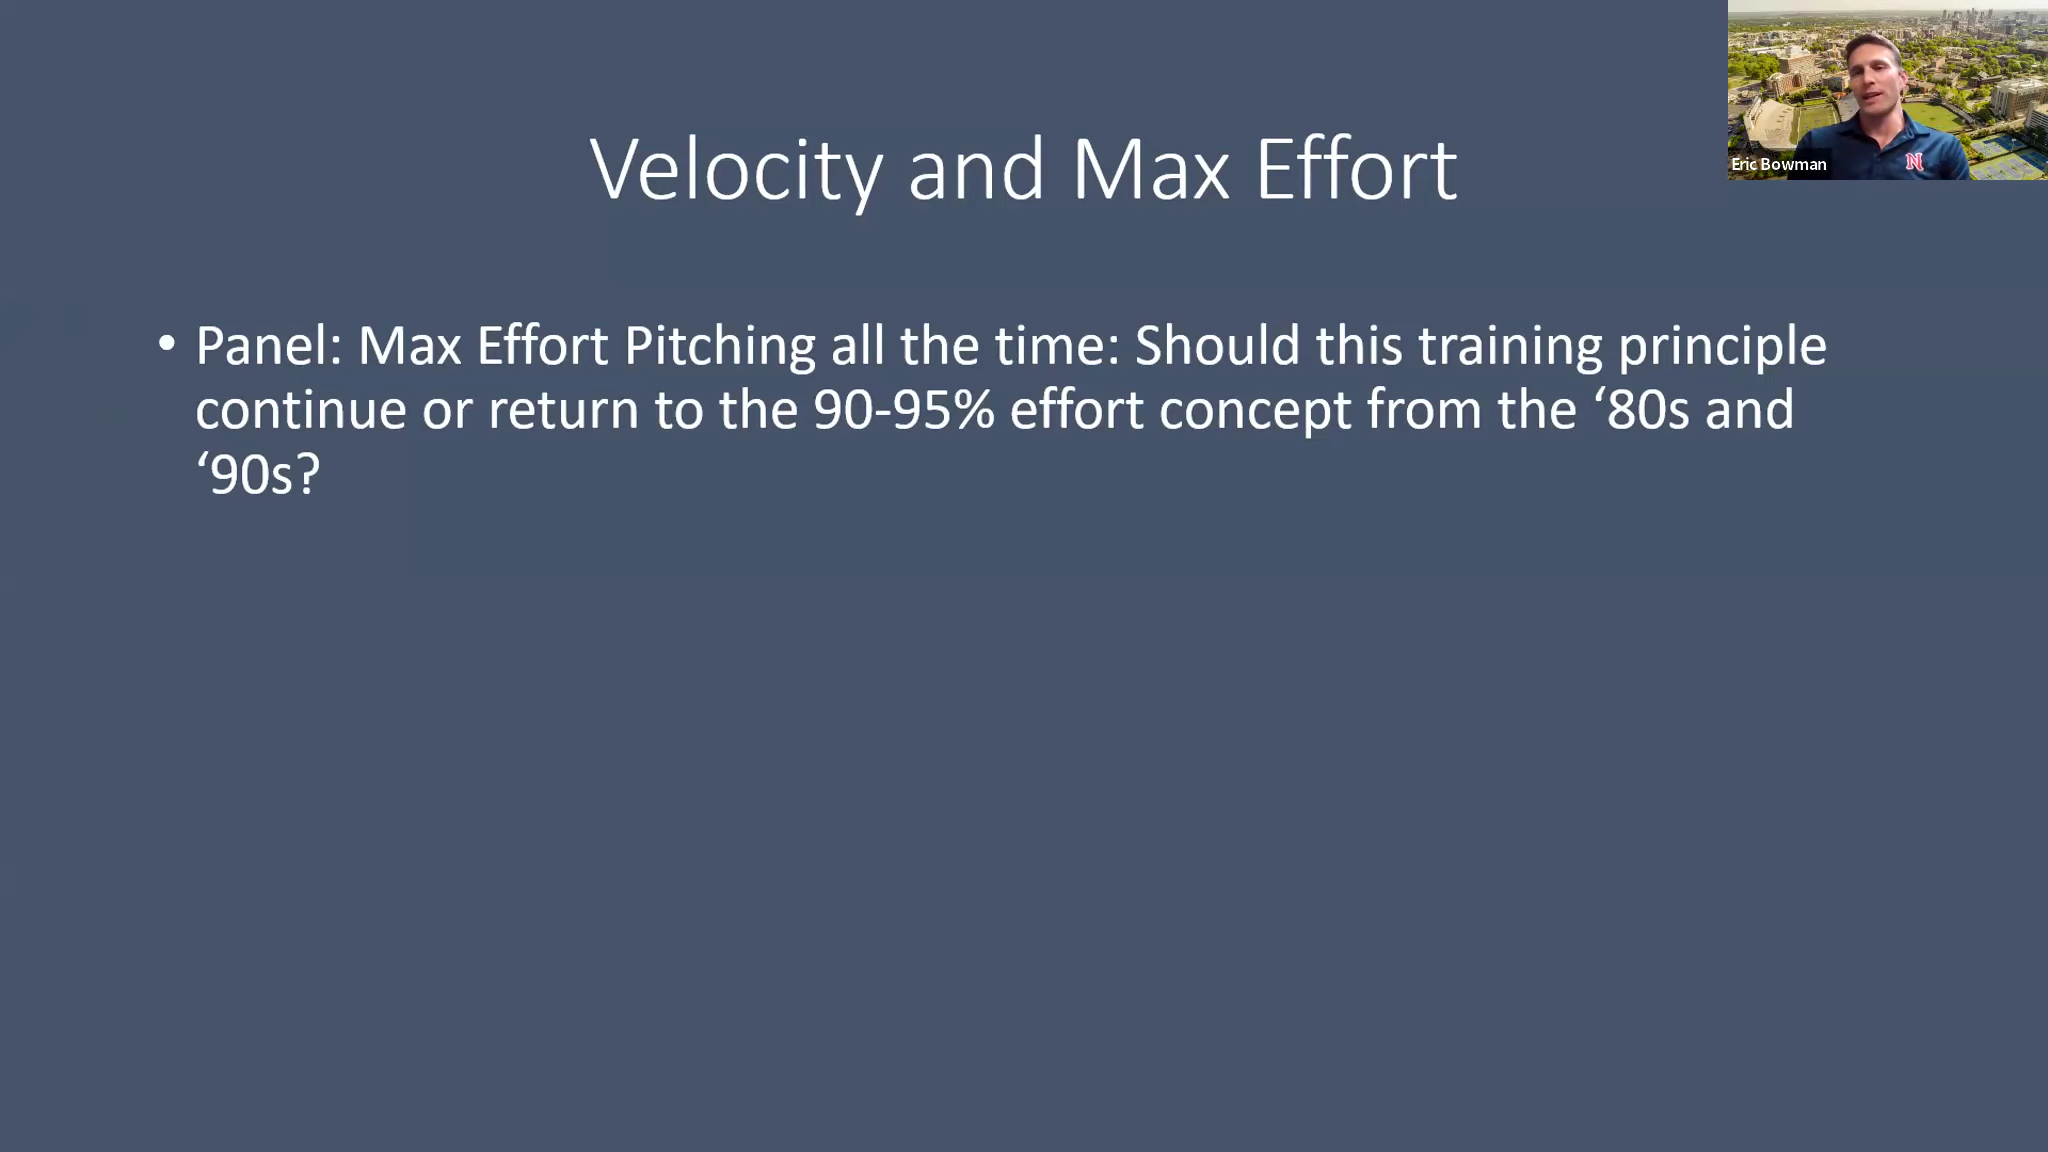 Velocity and Max Effort
• Panel: Max Effort Pitching all the time: Should this training principle
continue or return to the 90-95% effort concept from the ‘80s and
‘90s?
Eric Bowman
N